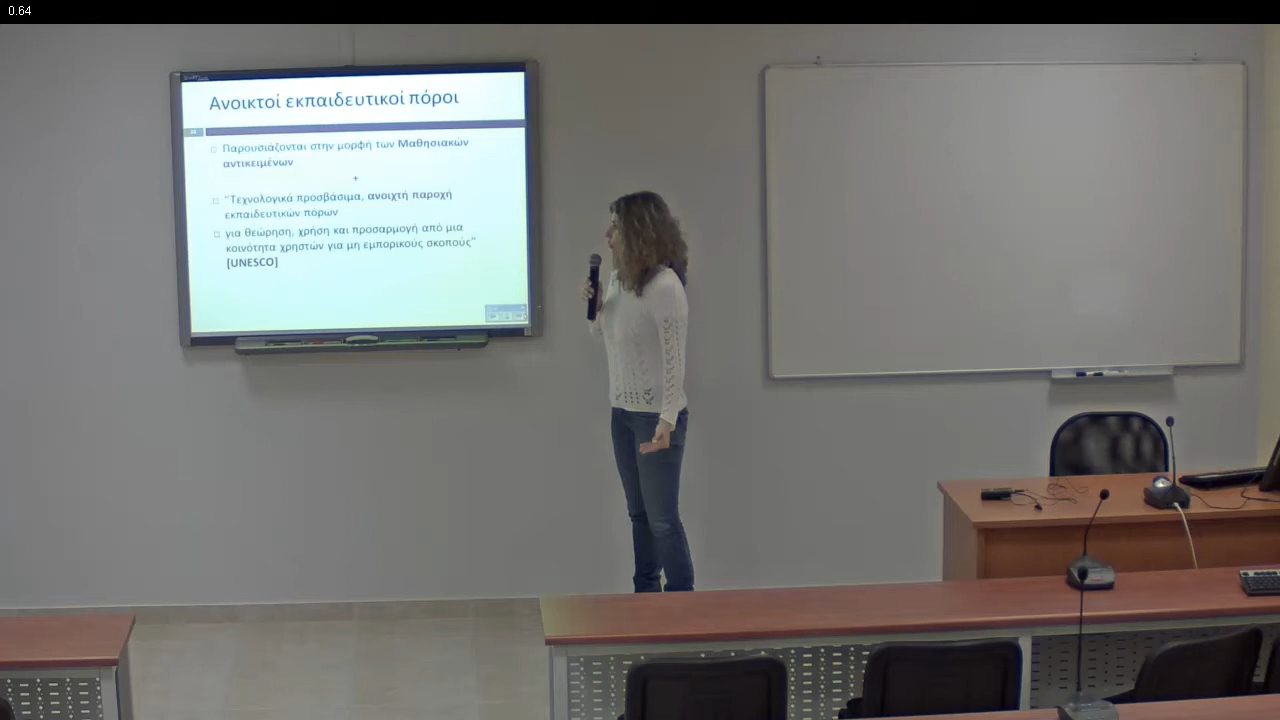 0.64
Ανοικτοί εκπαιδευτικοί πόροι
Παρουσιάζονται στην μορφή των Μαθησιακών
αντικειμένων
+
“Τεχνολογικά προσβάσιμα, ανοιχτή παροχή
εκπαιδευτικών πόρων
για θεώρηση, χρήση και προσαρμογή από μια
κοινότητα χρηστών για μη εμπορικούς σκοπούς”
[UNESCO]